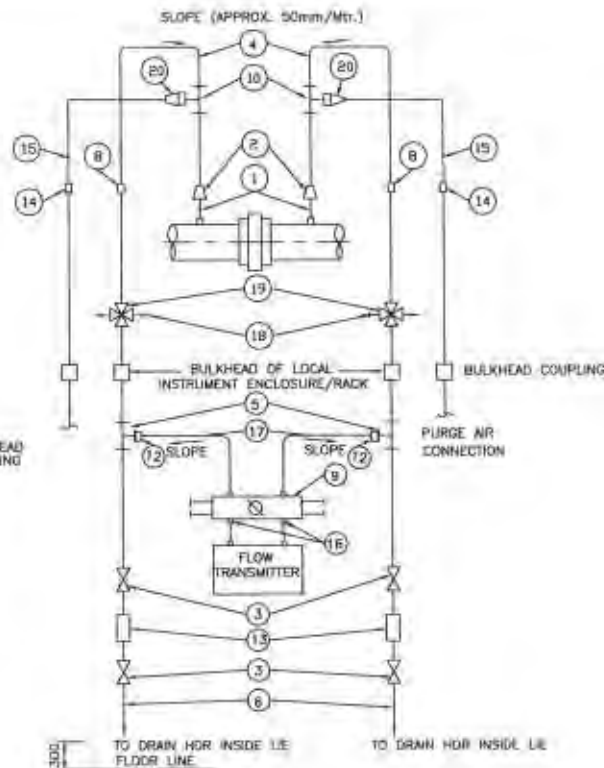 SLOPE (APPROX. 50mm/Mtr.)
4
20
10
20
15
8
2
8
15
14
1
14
19
18
BULKHEAD OF LOCAL
INSTRUMENT ENCLOSURE/RACK
BULKHEAD COUPLING
5
17
EAD
NG
12
SLOPE
SLOPE
12
PURGE AIR
CONNECTION
9
16
FLOW
TRANSMITTER
3
13
3
6
300
TO DRAIN HDR INSIDE LIE
FLOOR LINE
TO DRAIN HDR INSIDE LIE